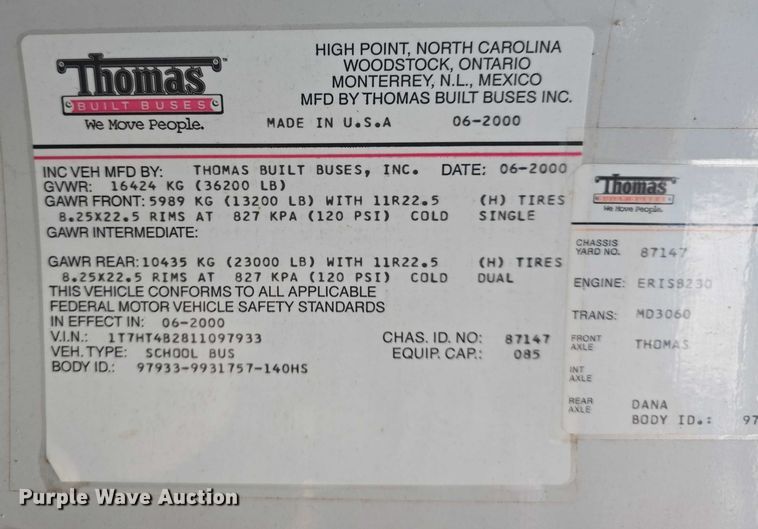 Thomas
BUILT BUSES
We Move People.
HIGH POINT, NORTH CAROLINA
WOODSTOCK, ONTARIO
MONTERREY, N.L., MEXICO
MFD BY THOMAS BUILT BUSES INC.
MADE IN U.S.A 06-2000
INC VEH MFD BY: THOMAS BUILT BUSES, INC. DATE: 06-2000
GVWR: 16424 KG (36200 LB)
GAWR FRONT: 5989 KG (13200 LB) WITH 11R22.5 (H) TIRES
8.25X22.5 RIMS AT 827 KPA (120 PSI) COLD SINGLE
GAWR INTERMEDIATE:
GAWR REAR: 10435 KG (23000 LB) WITH 11R22.5 (H) TIRES
8.25X22.5 RIMS AT 827 KPA (120 PSI) COLD DUAL
THIS VEHICLE CONFORMS TO ALL APPLICABLE
FEDERAL MOTOR VEHICLE SAFETY STANDARDS
IN EFFECT IN: 06-2000
V.I.N.: 1T7HT4B2811097933 CHAS. ID. NO: 87147
VEH. TYPE: SCHOOL BUS EQUIP. CAP.: 085
BODY ID.: 97933-9931757-140HS
Thomas
BUILT BUSES
We Move People.
CHASSIS
YARD NO. 87147
ENGINE: ERISB230
TRANS: MD3060
FRONT
AXLE THOMAS
INT
AXLE
REAR
AXLE DANA
BODY ID.: 97
Purple Wave Auction